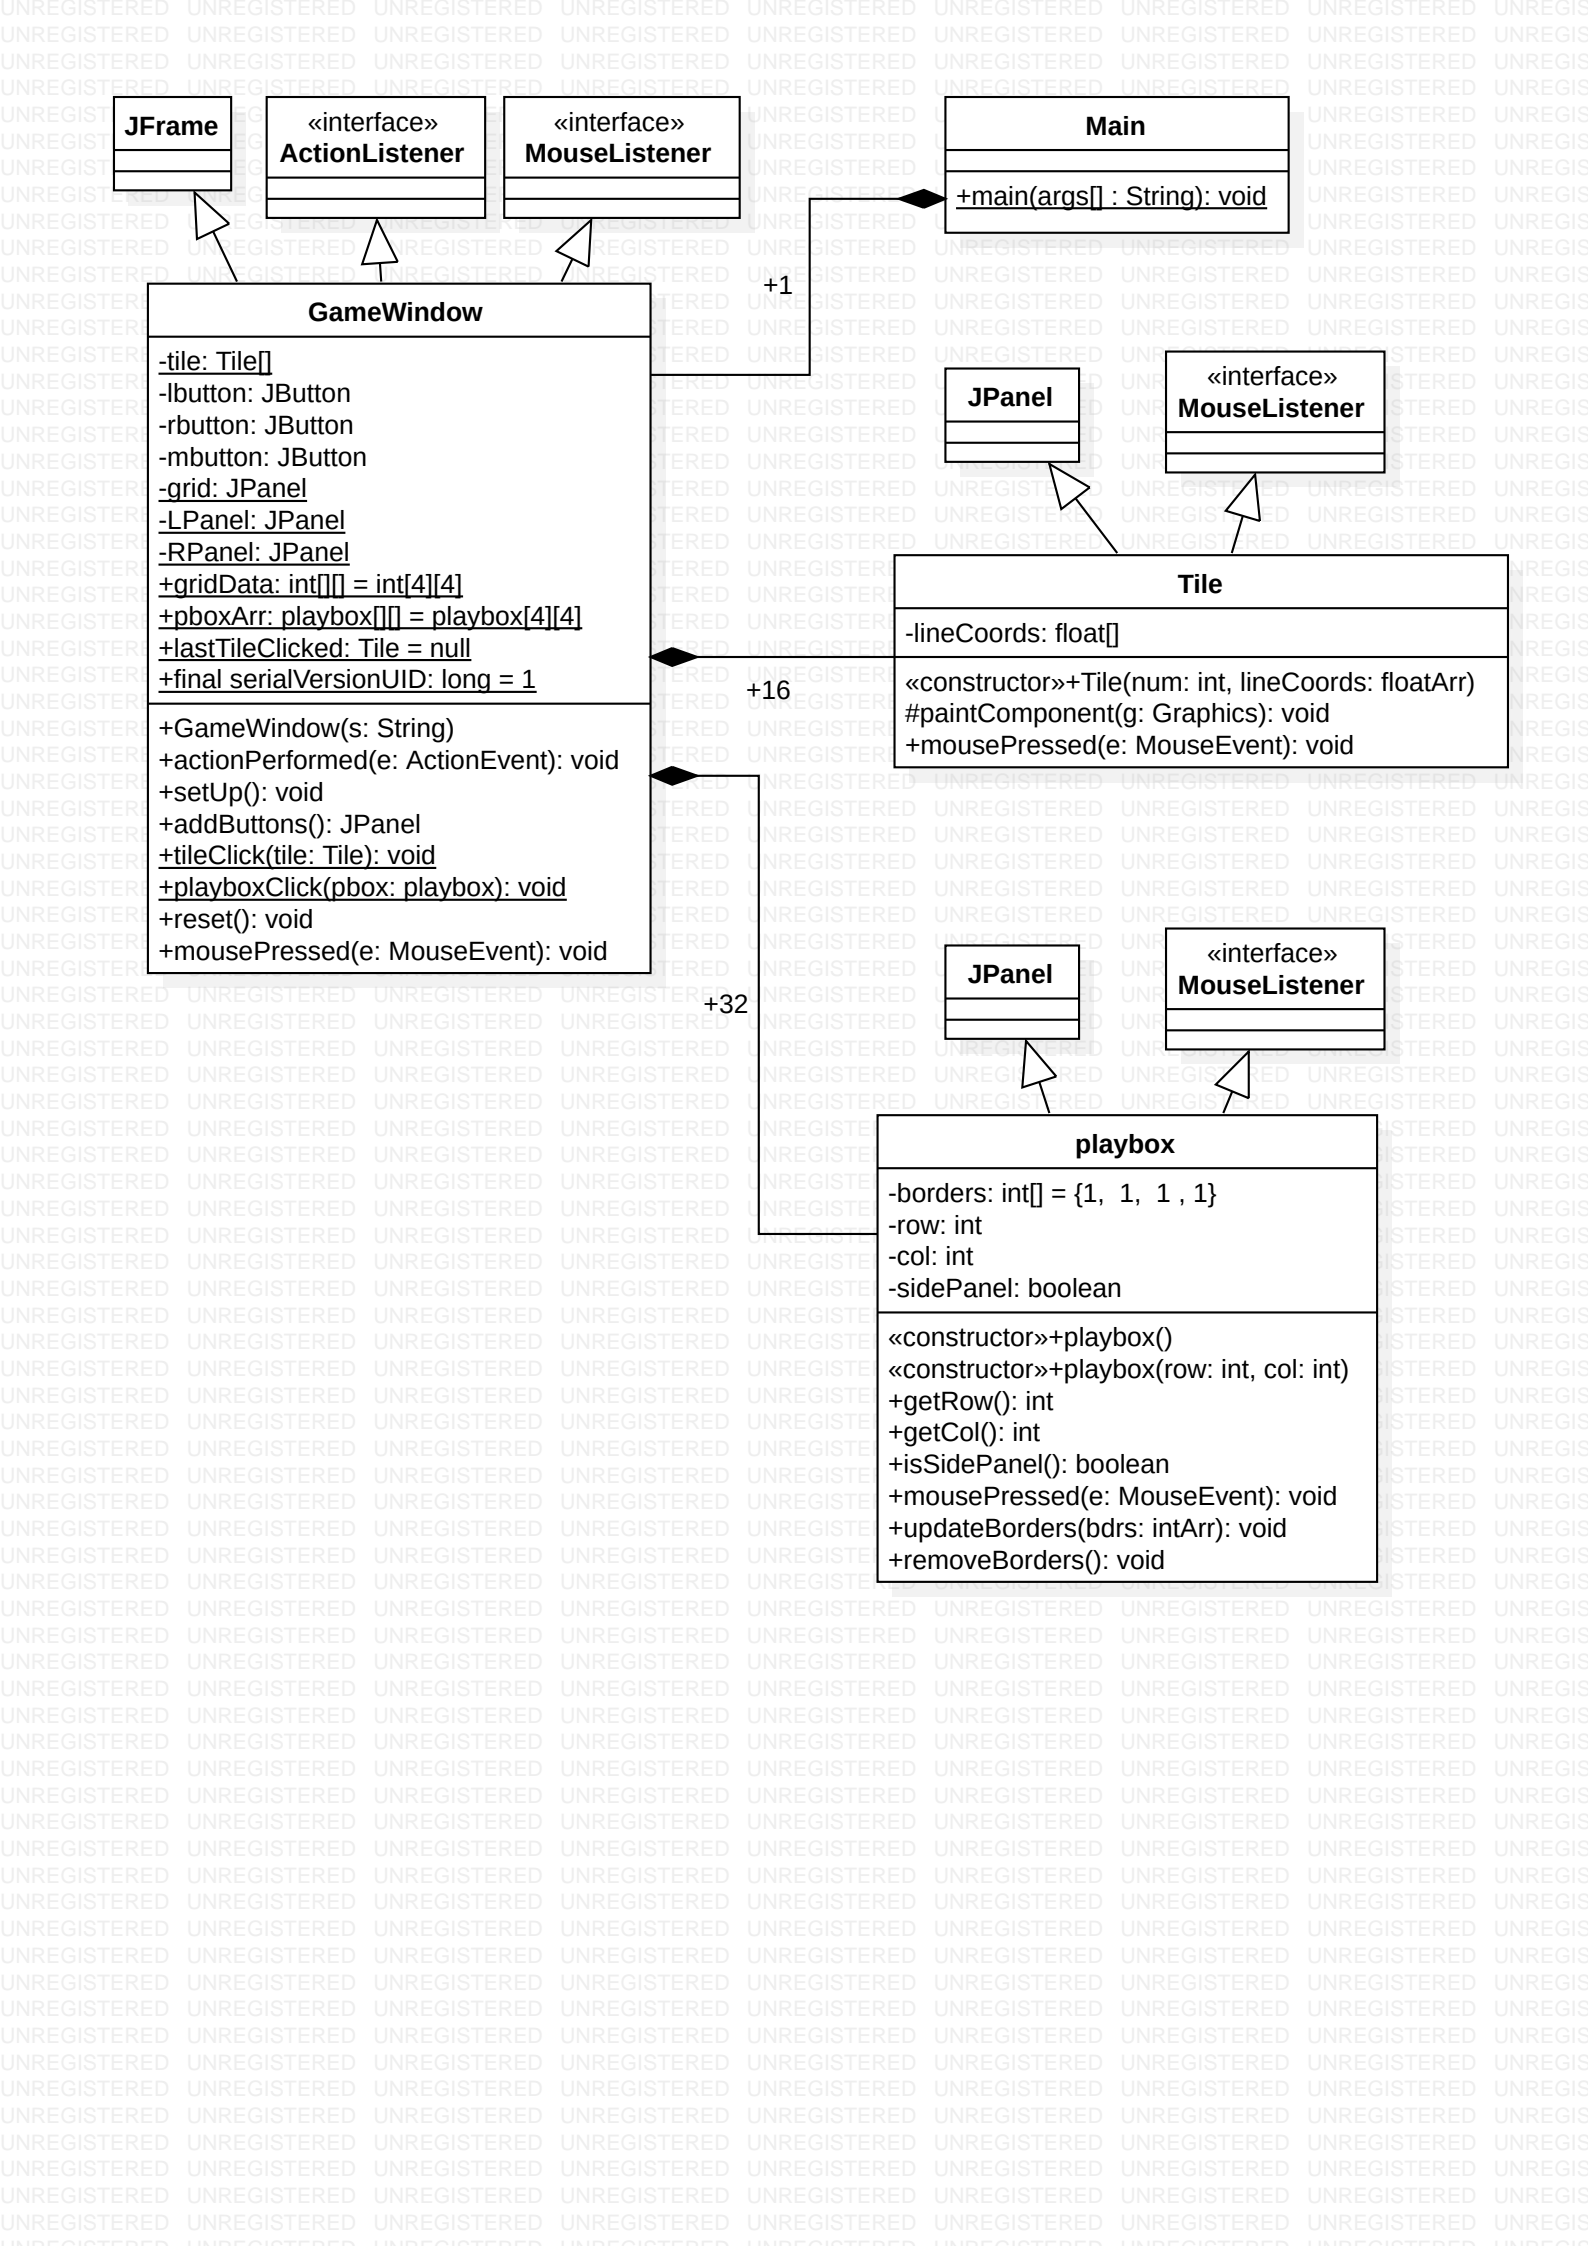 JFrame
«interface»
ActionListener
«interface»
MouseListener
Main
+main(args[] : String): void
+1
GameWindow
-tile: Tile[]
-lbutton: JButton
-rbutton: JButton
-mbutton: JButton
-grid: JPanel
-LPanel: JPanel
-RPanel: JPanel
+gridData: int[][] = int[4][4]
+pboxArr: playbox[][] = playbox[4][4]
+lastTileClicked: Tile = null
+final serialVersionUID: long = 1
+GameWindow(s: String)
+actionPerformed(e: ActionEvent): void
+setUp(): void
+addButtons(): JPanel
+tileClick(tile: Tile): void
+playboxClick(pbox: playbox): void
+reset(): void
+mousePressed(e: MouseEvent): void
JPanel
«interface»
MouseListener
Tile
-lineCoords: float[]
«constructor»+Tile(num: int, lineCoords: floatArr)
#paintComponent(g: Graphics): void
+mousePressed(e: MouseEvent): void
+16
+32
JPanel
«interface»
MouseListener
playbox
-borders: int[] = {1,  1,  1 , 1}
-row: int
-col: int
-sidePanel: boolean
«constructor»+playbox()
«constructor»+playbox(row: int, col: int)
+getRow(): int
+getCol(): int
+isSidePanel(): boolean
+mousePressed(e: MouseEvent): void
+updateBorders(bdrs: intArr): void
+removeBorders(): void
UNREGISTERED